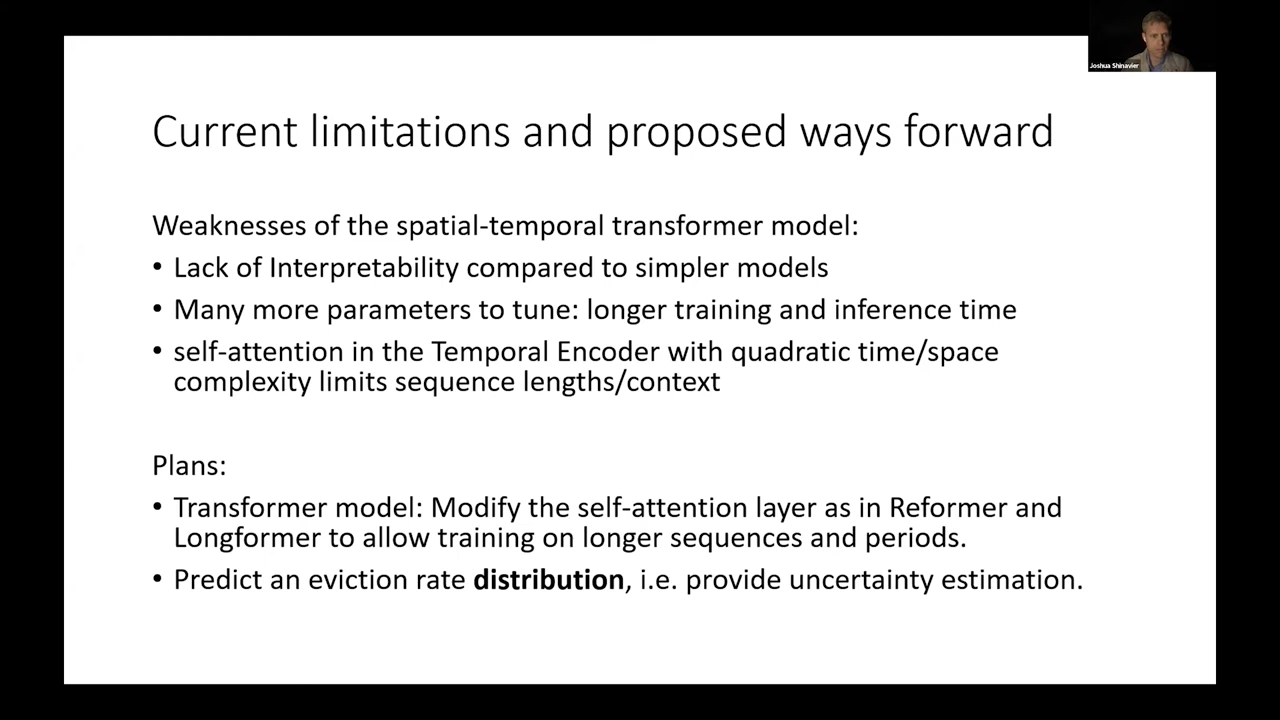 Joshua Shinavier
Current limitations and proposed ways forward
Weaknesses of the spatial-temporal transformer model:
• Lack of Interpretability compared to simpler models
• Many more parameters to tune: longer training and inference time
• self-attention in the Temporal Encoder with quadratic time/space
complexity limits sequence lengths/context
Plans:
• Transformer model: Modify the self-attention layer as in Reformer and
Longformer to allow training on longer sequences and periods.
• Predict an eviction rate distribution, i.e. provide uncertainty estimation.